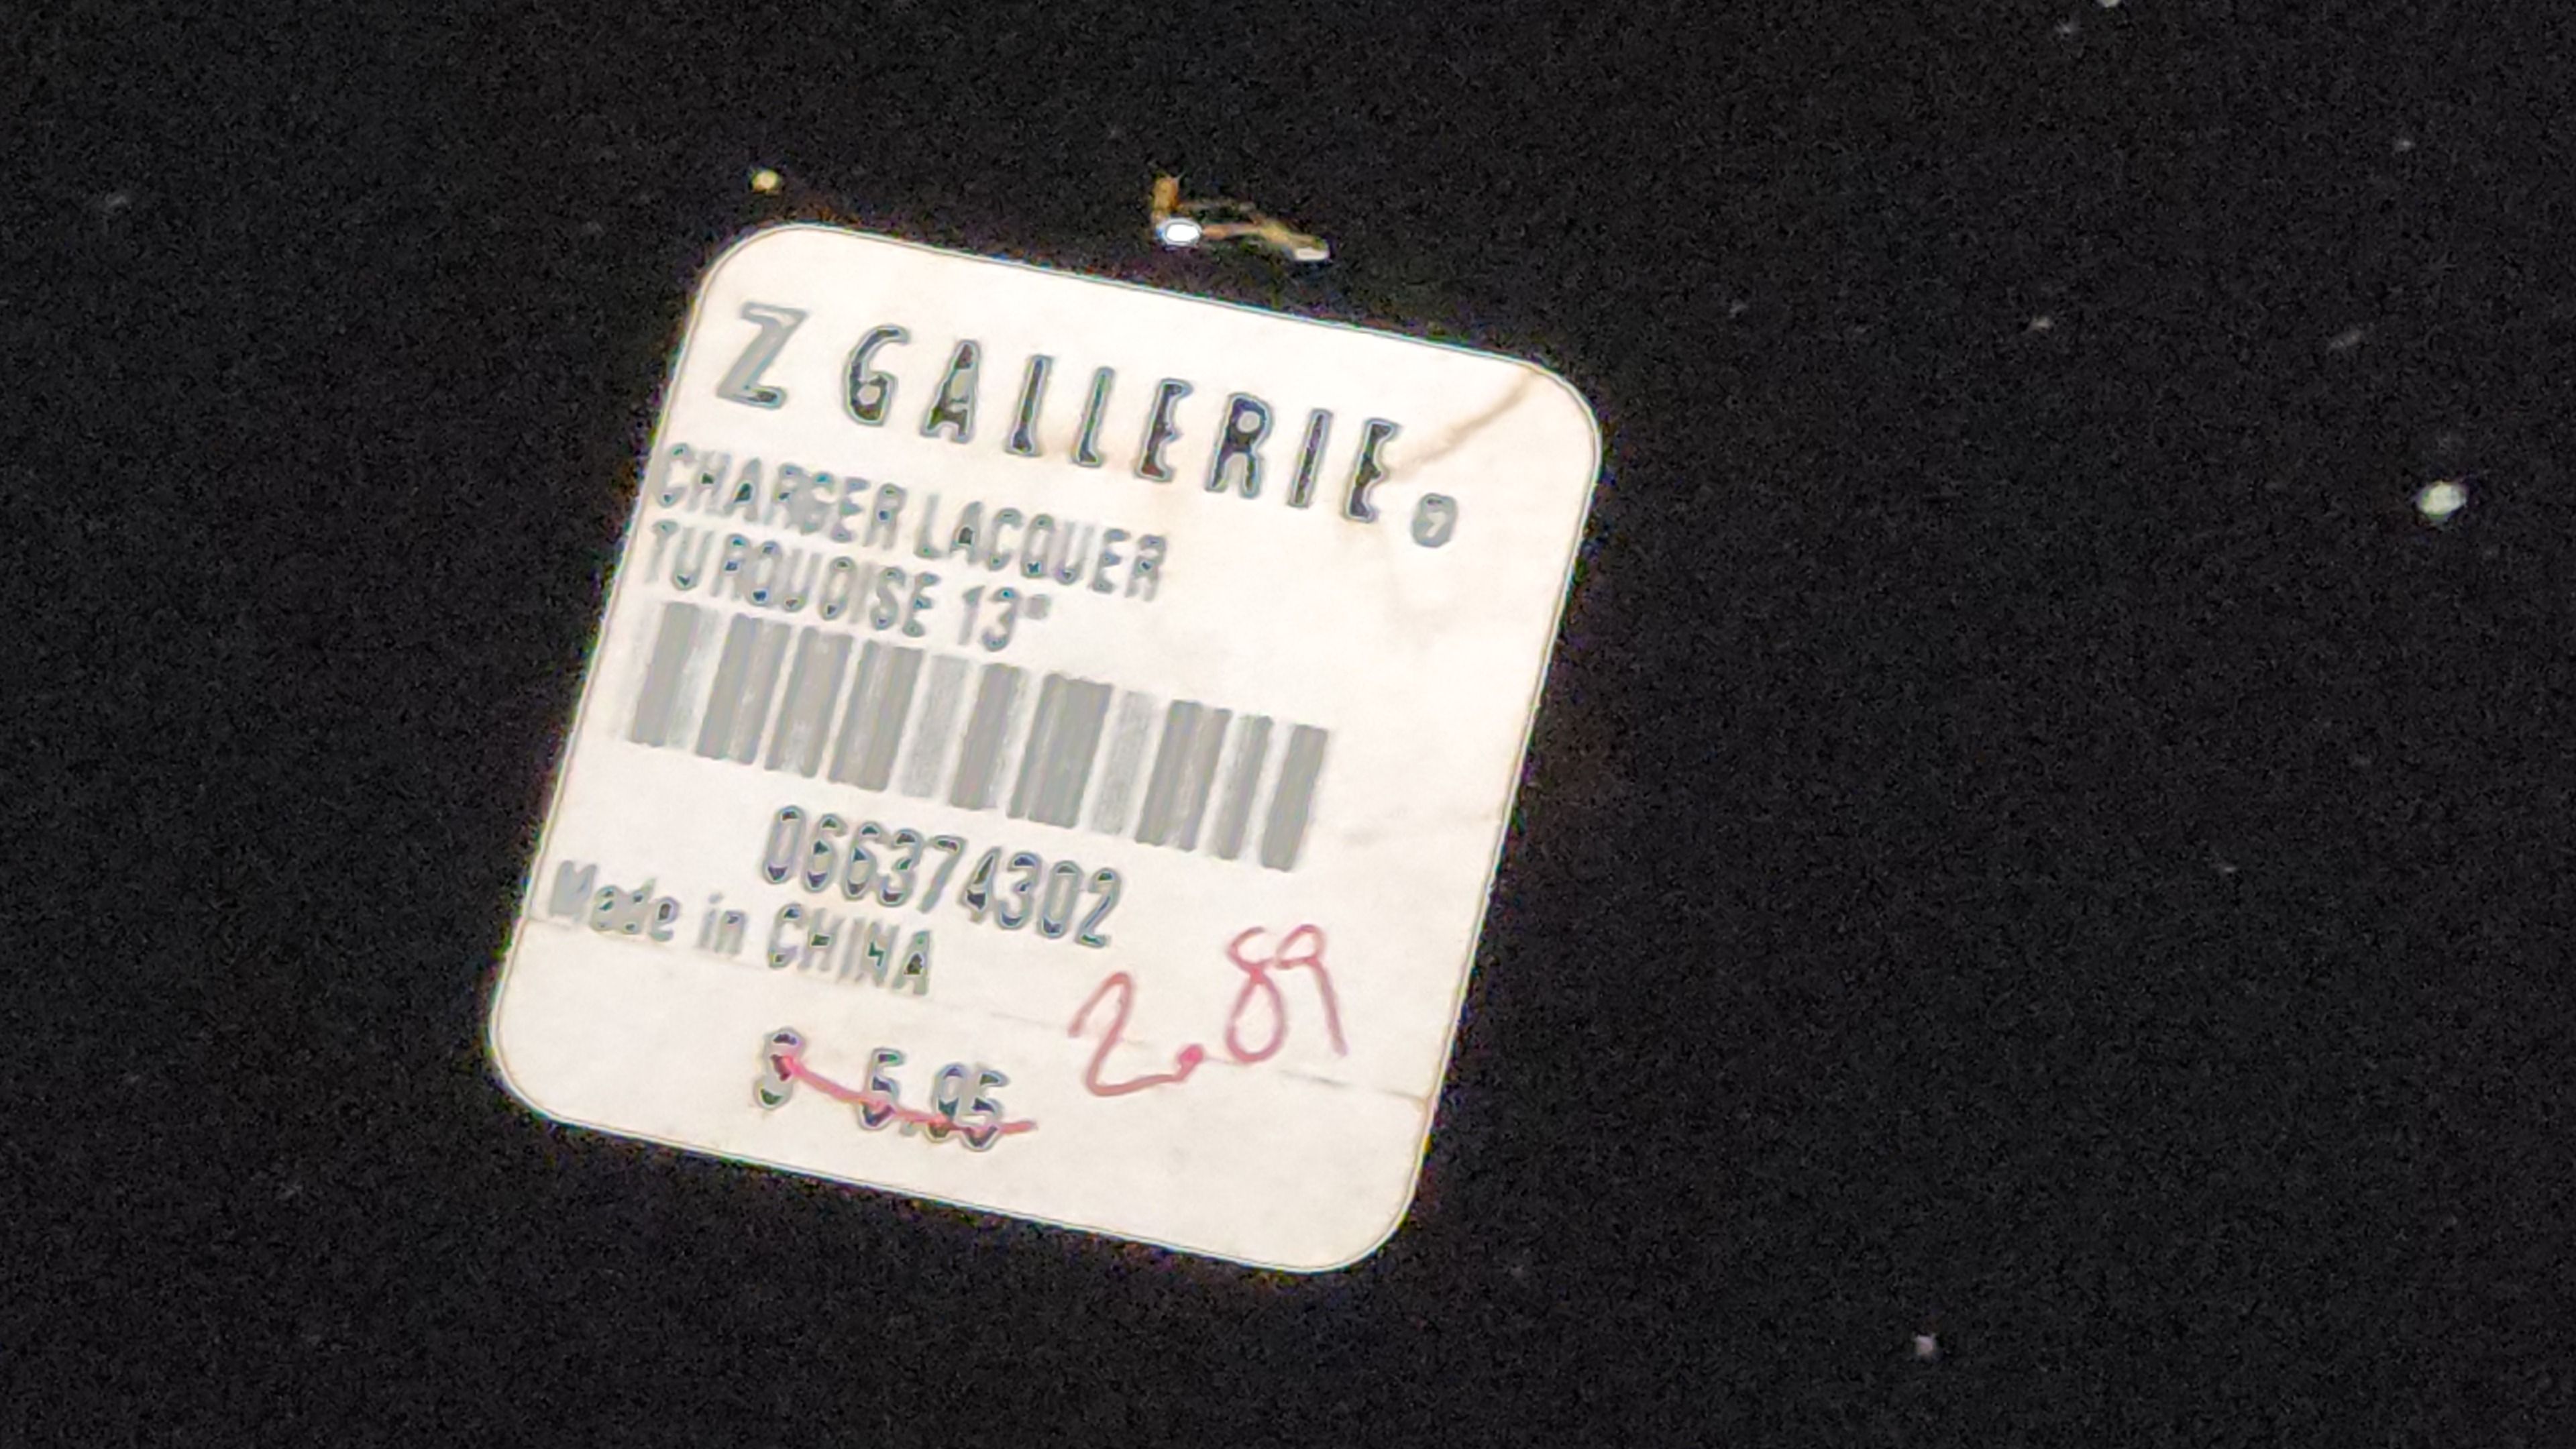 Z GALLERIE®
CHARGER LACQUER
TURQUOISE 13"
066374302
Made in CHINA
2.89
$ 5.95